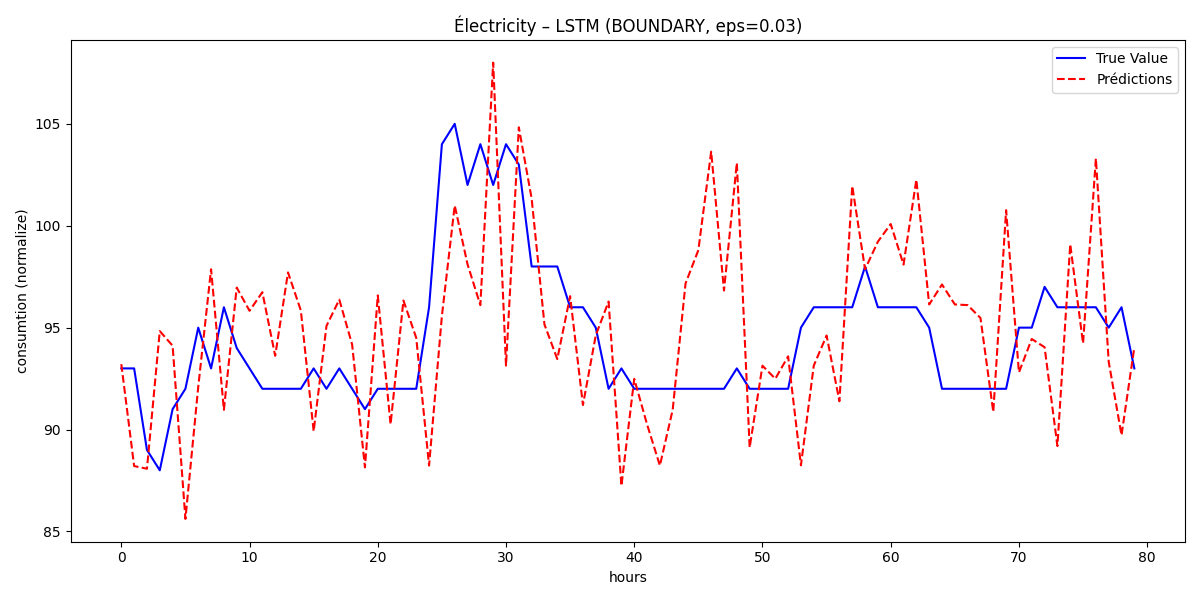 Électricity – LSTM (BOUNDARY, eps=0.03)
True Value
Prédictions
consumtion (normalize)
105
100
95
90
85
0 10 20 30 40 50 60 70 80
hours